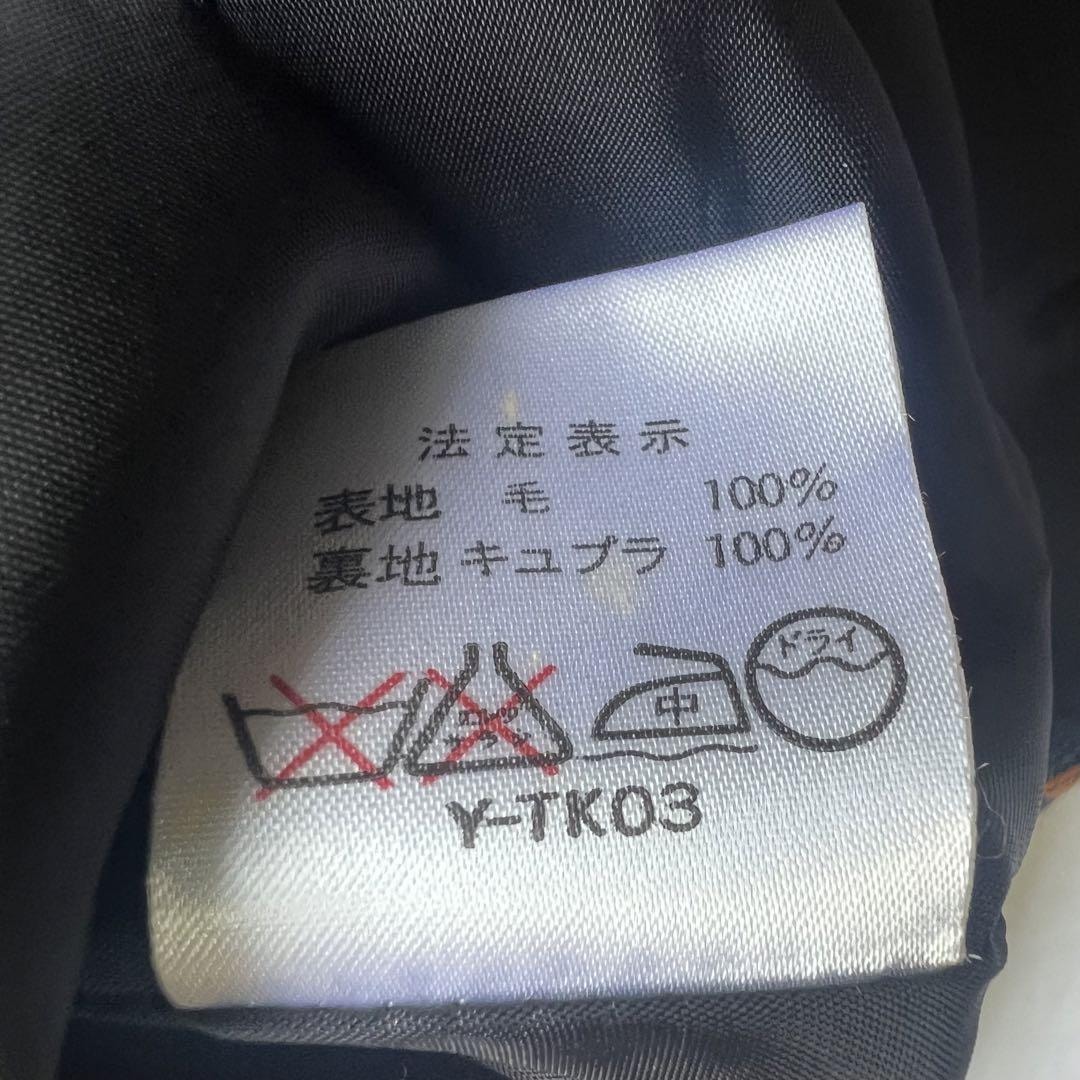 法定表示
表地 毛 100%
裏地 キュプラ 100%
中 ドライ
Y-TK03